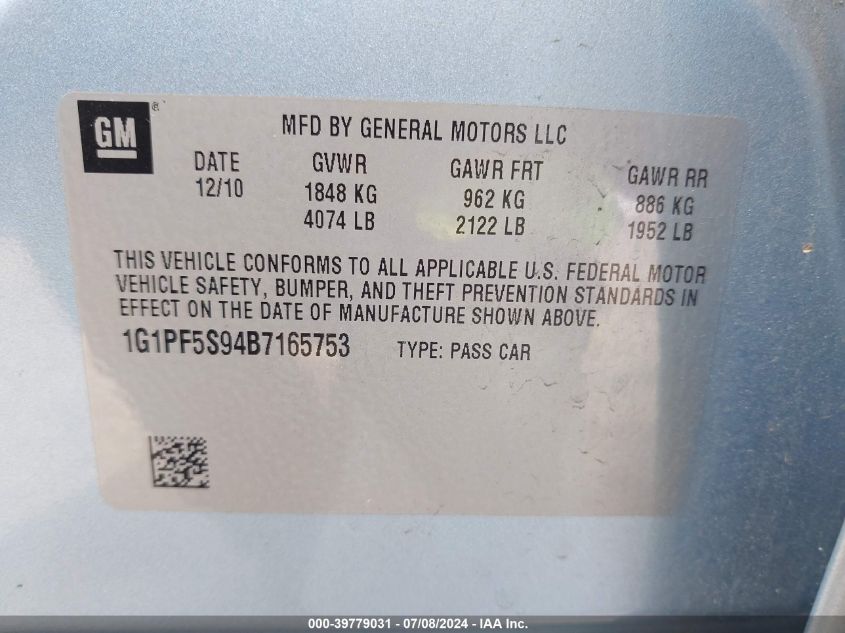 GM ®
MFD BY GENERAL MOTORS LLC
DATE GVWR GAWR FRT GAWR RR
12/10 1848 KG 962 KG 886 KG
4074 LB 2122 LB 1952 LB
THIS VEHICLE CONFORMS TO ALL APPLICABLE U.S. FEDERAL MOTOR
VEHICLE SAFETY, BUMPER, AND THEFT PREVENTION STANDARDS IN
EFFECT ON THE DATE OF MANUFACTURE SHOWN ABOVE.
1G1PF5S94B7165753 TYPE: PASS CAR
000-39779031 - 07/08/2024 - IAA Inc.